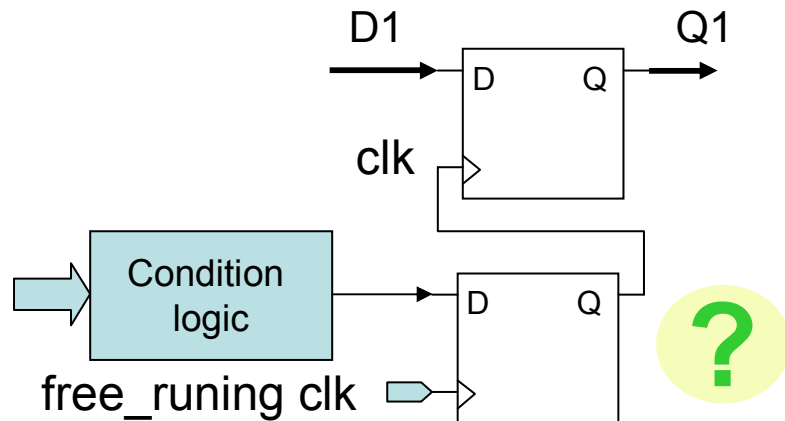 D1 Q1
D Q
clk
Condition
logic
D Q
?
free_runing clk